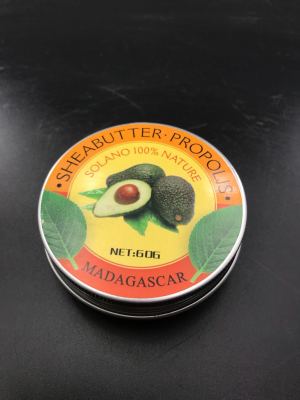 · SHEABUTTER · PROPOLIS ·
SOLANO 100% NATURE
NET:60G
MADAGASCAR